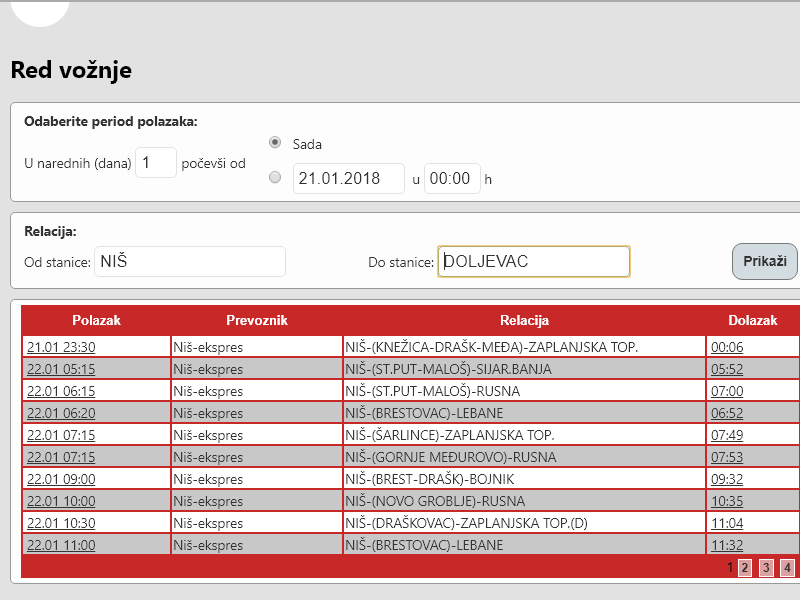 Red vožnje
Odaberite period polazaka:
U narednih (dana) 1 počevši od
Sada
21.01.2018 u 00:00 h
Relacija:
Od stanice: NIŠ Do stanice: DOLJEVAC Prikaži
Polazak Prevoznik Relacija Dolazak
21.01 23:30 Niš-ekspres NIŠ-(KNEŽICA-DRAŠK-MEĐA)-ZAPLANJSKA TOP. 00:06
22.01 05:15 Niš-ekspres NIŠ-(ST.PUT-MALOŠ)-SIJAR.BANJA 05:52
22.01 06:15 Niš-ekspres NIŠ-(ST.PUT-MALOŠ)-RUSNA 07:00
22.01 06:20 Niš-ekspres NIŠ-(BRESTOVAC)-LEBANE 06:52
22.01 07:15 Niš-ekspres NIŠ-(ŠARLINCE)-ZAPLANJSKA TOP. 07:49
22.01 07:15 Niš-ekspres NIŠ-(GORNJE MEĐUROVO)-RUSNA 07:53
22.01 09:00 Niš-ekspres NIŠ-(BREST-DRAŠK)-BOJNIK 09:32
22.01 10:00 Niš-ekspres NIŠ-(NOVO GROBLJE)-RUSNA 10:35
22.01 10:30 Niš-ekspres NIŠ-(DRAŠKOVAC)-ZAPLANJSKA TOP.(D) 11:04
22.01 11:00 Niš-ekspres NIŠ-(BRESTOVAC)-LEBANE 11:32
1 2 3 4